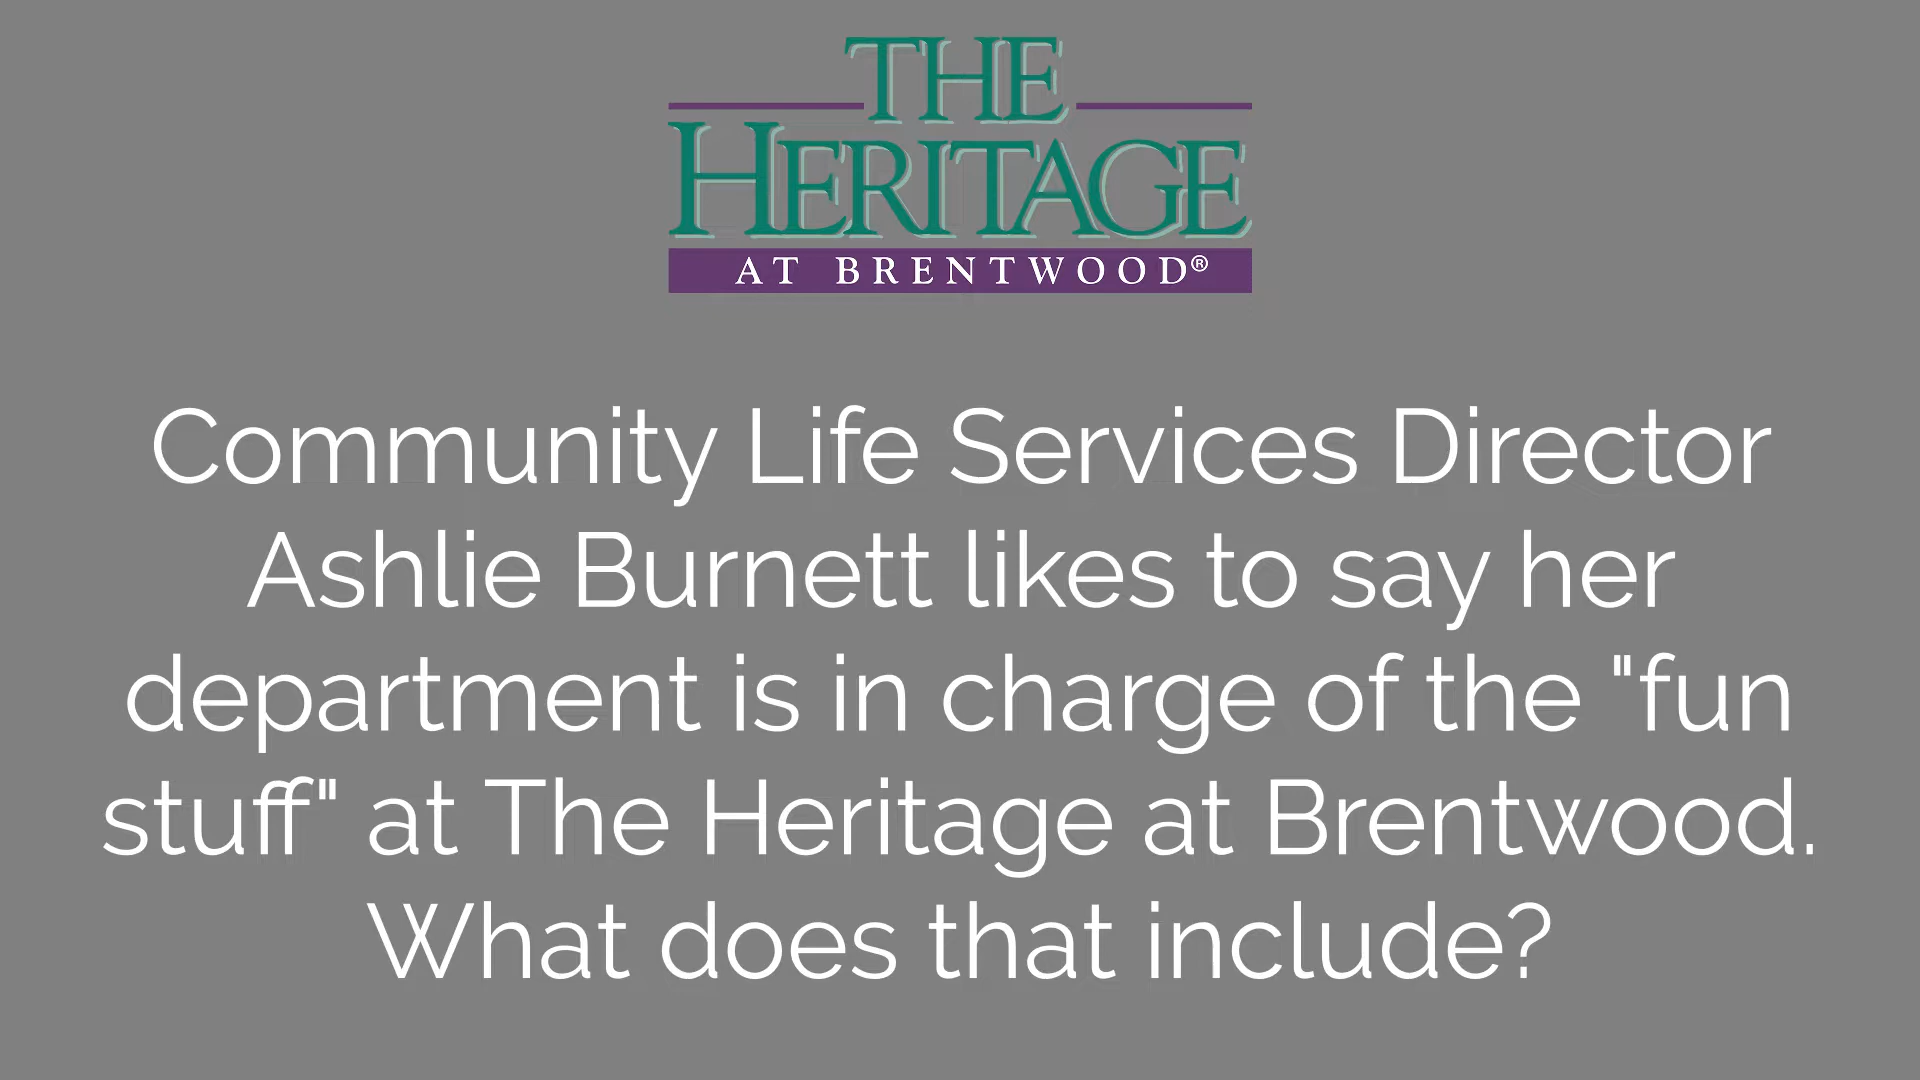 THE
HERITAGE
AT BRENTWOOD®
Community Life Services Director
Ashlie Burnett likes to say her
department is in charge of the "fun
stuff" at The Heritage at Brentwood.
What does that include?